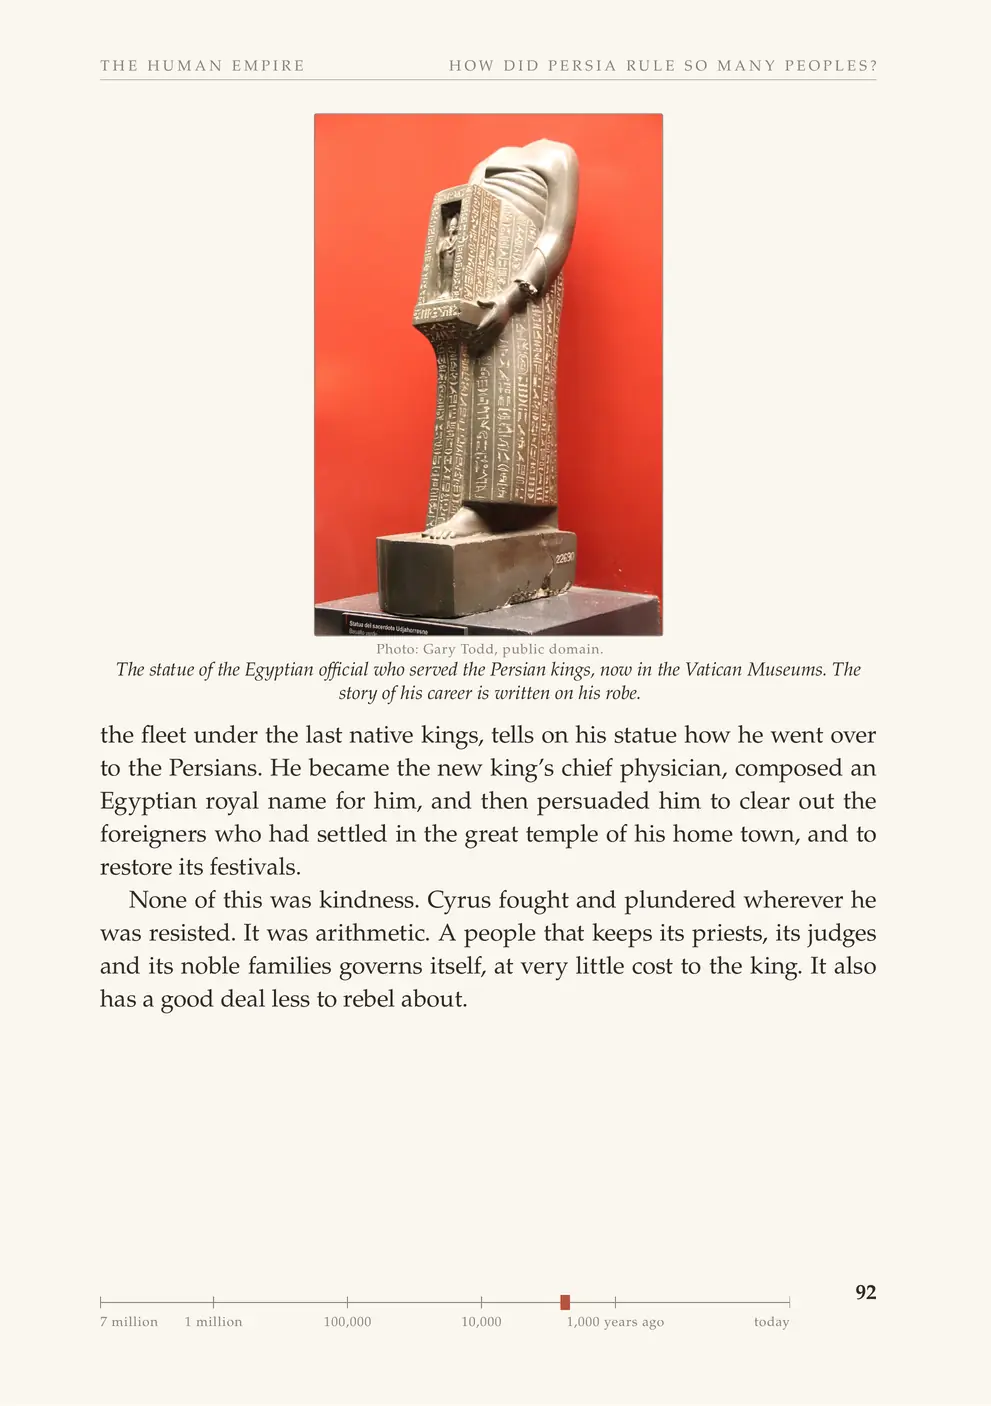 THE HUMAN EMPIRE
HOW DID PERSIA RULE SO MANY PEOPLES?
22690
Statua del sacerdote Udjahorresne
Basalto verde
Photo: Gary Todd, public domain.
The statue of the Egyptian official who served the Persian kings, now in the Vatican Museums. The
story of his career is written on his robe.
the fleet under the last native kings, tells on his statue how he went over
to the Persians. He became the new king’s chief physician, composed an
Egyptian royal name for him, and then persuaded him to clear out the
foreigners who had settled in the great temple of his home town, and to
restore its festivals.
None of this was kindness. Cyrus fought and plundered wherever he
was resisted. It was arithmetic. A people that keeps its priests, its judges
and its noble families governs itself, at very little cost to the king. It also
has a good deal less to rebel about.
92
7 million 1 million 100,000 10,000 1,000 years ago today